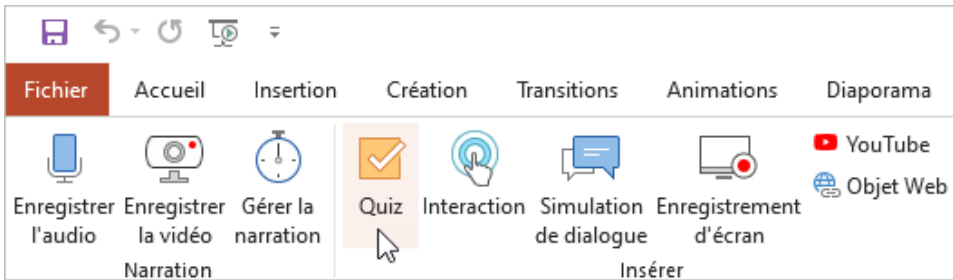 Fichier Accueil Insertion Création Transitions Animations Diaporama
Enregistrer l'audio
Enregistrer la vidéo
Gérer la narration
Quiz
Interaction
Simulation de dialogue
Enregistrement d'écran
YouTube
Objet Web
Narration
Insérer